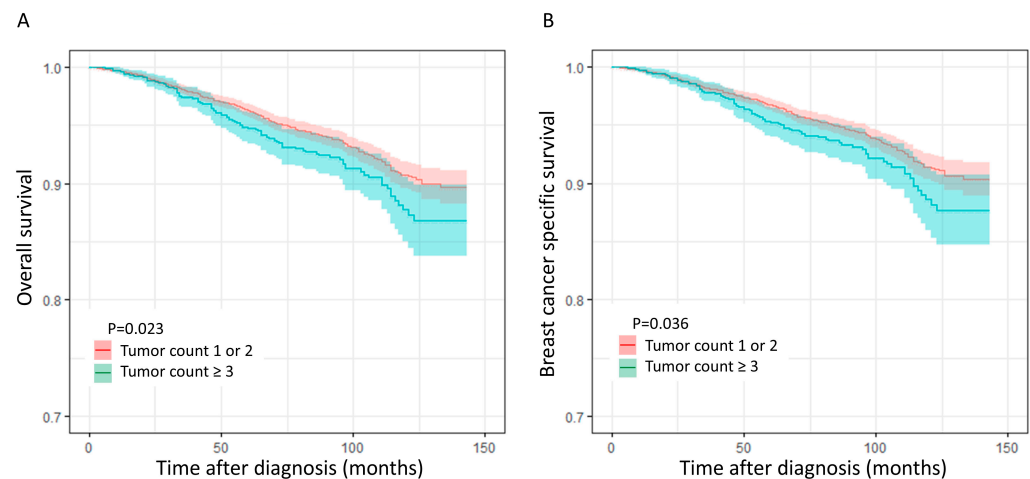 A
Overall survival
1.0
0.9
0.8
0.7
P=0.023
Tumor count 1 or 2
Tumor count ≥ 3
0
50
100
150
Time after diagnosis (months)
B
Breast cancer specific survival
1.0
0.9
0.8
0.7
P=0.036
Tumor count 1 or 2
Tumor count ≥ 3
0
50
100
150
Time after diagnosis (months)